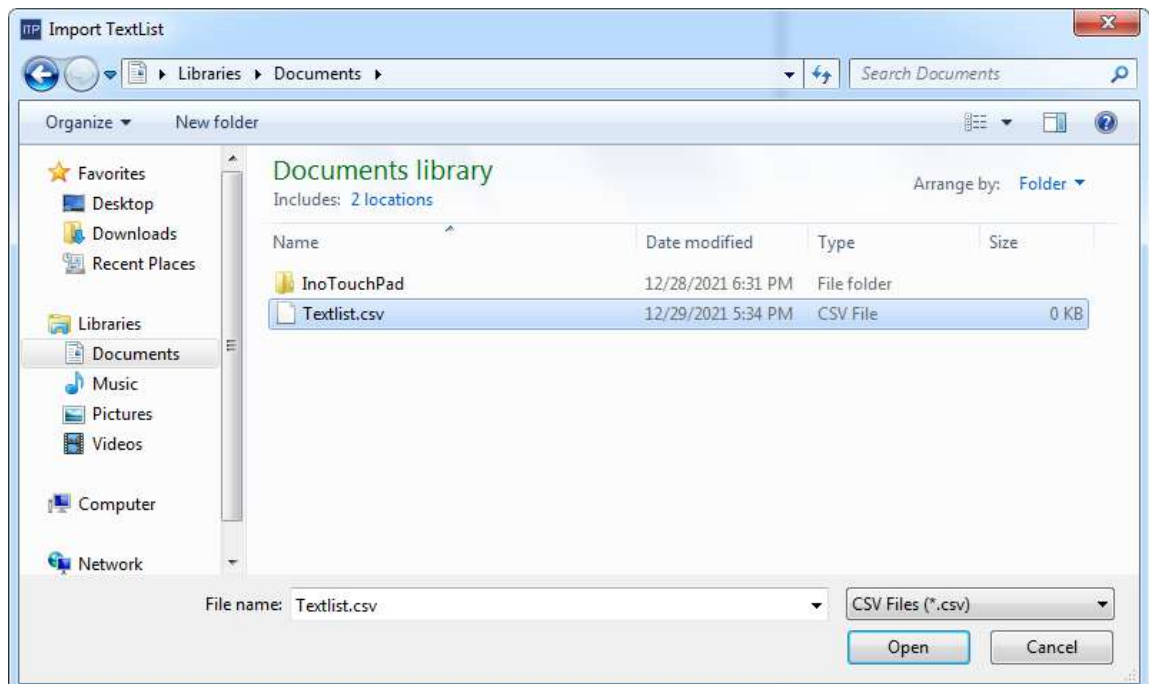 ITP Import TextList
Libraries Documents
Search Documents
Organize New folder
Favorites
Desktop
Downloads
Recent Places
Libraries
Documents
Music
Pictures
Videos
Computer
Network
Documents library
Includes: 2 locations
Arrange by: Folder
Name Date modified Type Size
InoTouchPad 12/28/2021 6:31 PM File folder
Textlist.csv 12/29/2021 5:34 PM CSV File 0 KB
File name: Textlist.csv CSV Files (*.csv)
Open Cancel